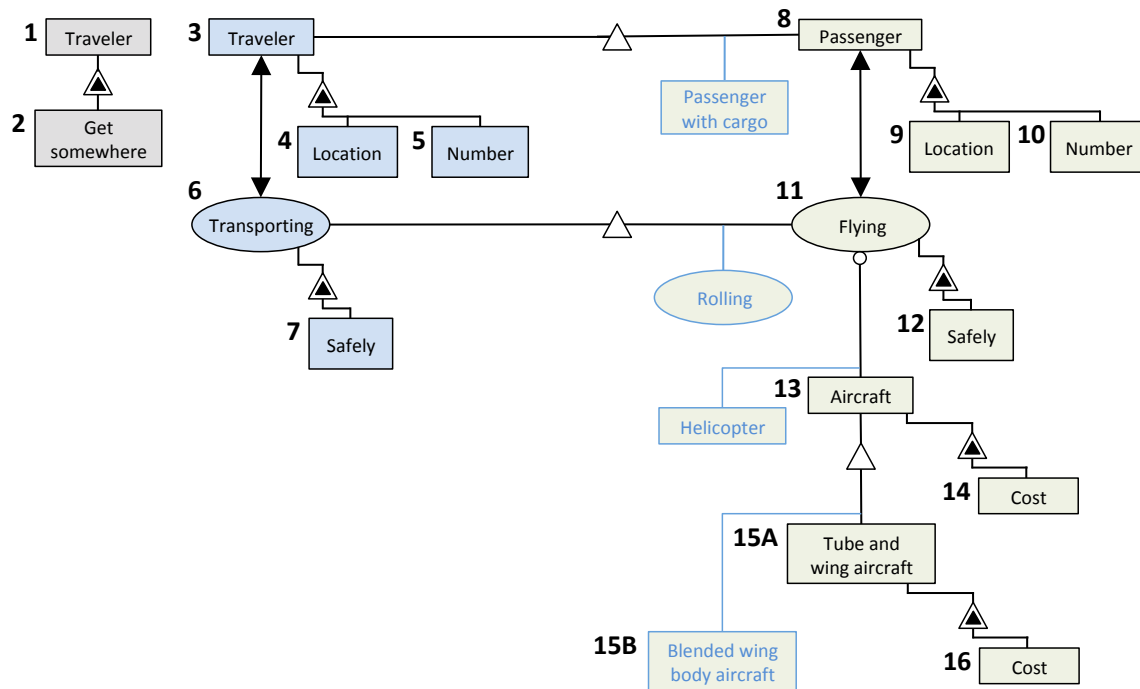 1
Traveler
2
Get
somewhere
3
Traveler
4
Location
5
Number
6
Transporting
7
Safely
8
Passenger
Passenger
with cargo
9
Location
10
Number
11
Flying
Rolling
12
Safely
13
Aircraft
Helicopter
14
Cost
15A
Tube and
wing aircraft
15B
Blended wing
body aircraft
16
Cost